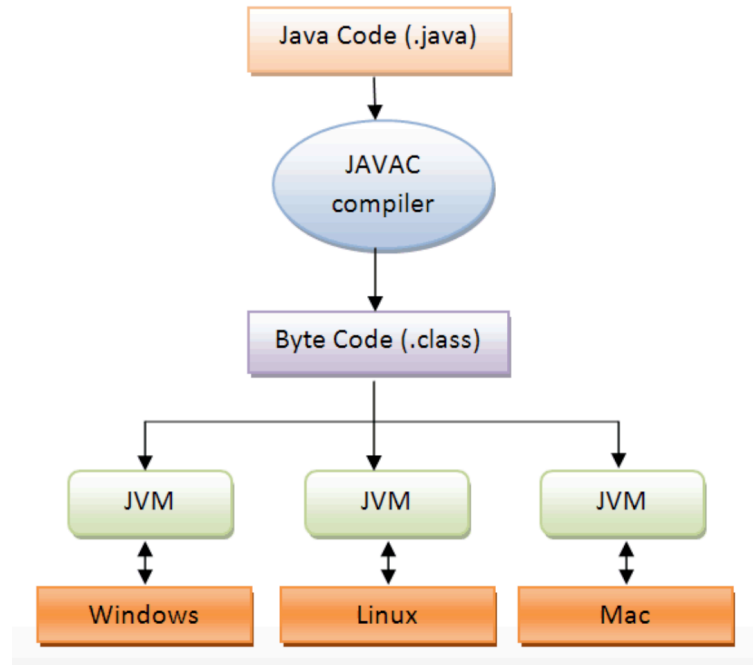 Java Code (.java)
JAVAC
compiler
Byte Code (.class)
JVM
JVM
JVM
Windows
Linux
Mac